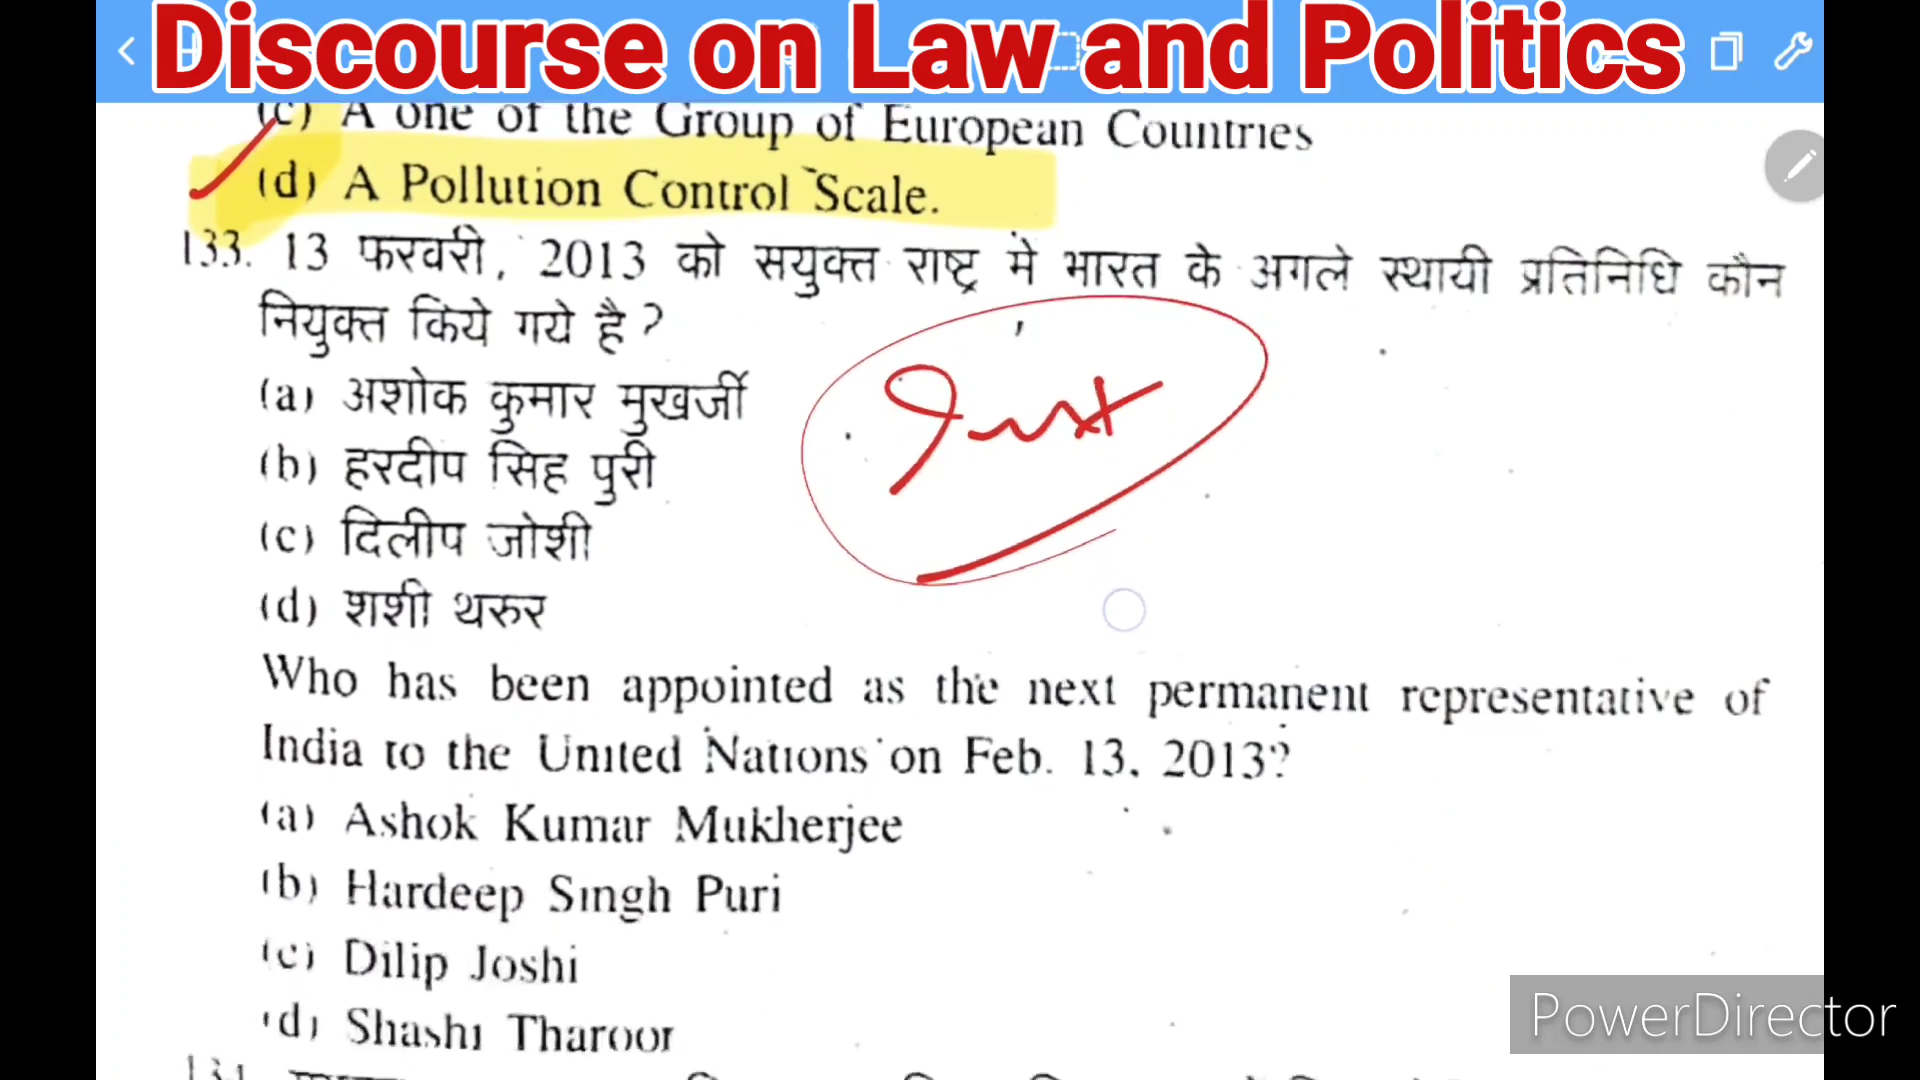 Discourse on Law and Politics
(c) A one of the Group of European Countries
(d) A Pollution Control Scale.
133. 13 फरवरी, 2013 को सयुक्त राष्ट्र मे भारत के अगले स्थायी प्रतिनिधि कौन
नियुक्त किये गये है?
(a) अशोक कुमार मुखर्जी
(b) हरदीप सिह पुरी
(c) दिलीप जोशी
(d) शशी थरुर
Who has been appointed as the next permanent representative of
India to the United Nations on Feb. 13, 2013?
(a) Ashok Kumar Mukherjee
(b) Hardeep Singh Puri
(c) Dilip Joshi
(d) Shashi Tharoor
PowerDirector